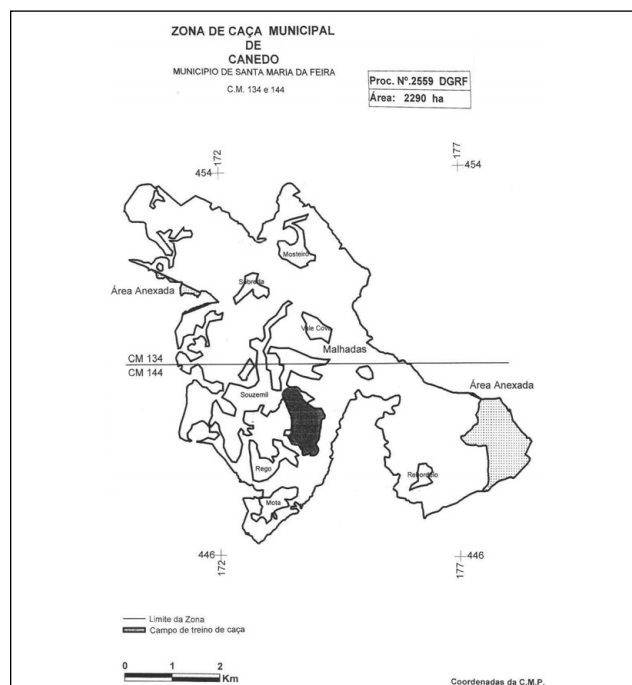 ZONA DE CAÇA MUNICIPAL
DE
CANEDO
MUNICIPIO DE SANTA MARIA DA FEIRA
C.M. 134 e 144
Proc. Nº.2559 DGRF
Área: 2290 ha
172
454
177
454
Mosteiro
Área Anexada
Sobreda
Vale Covo
Malhadas
CM 134
CM 144
Área Anexada
Souzemil
Rego
Rebordelo
Mota
446
172
446
177
Limite da Zona
Campo de treino de caça
0 1 2
Km
Coordenadas da C.M.P.